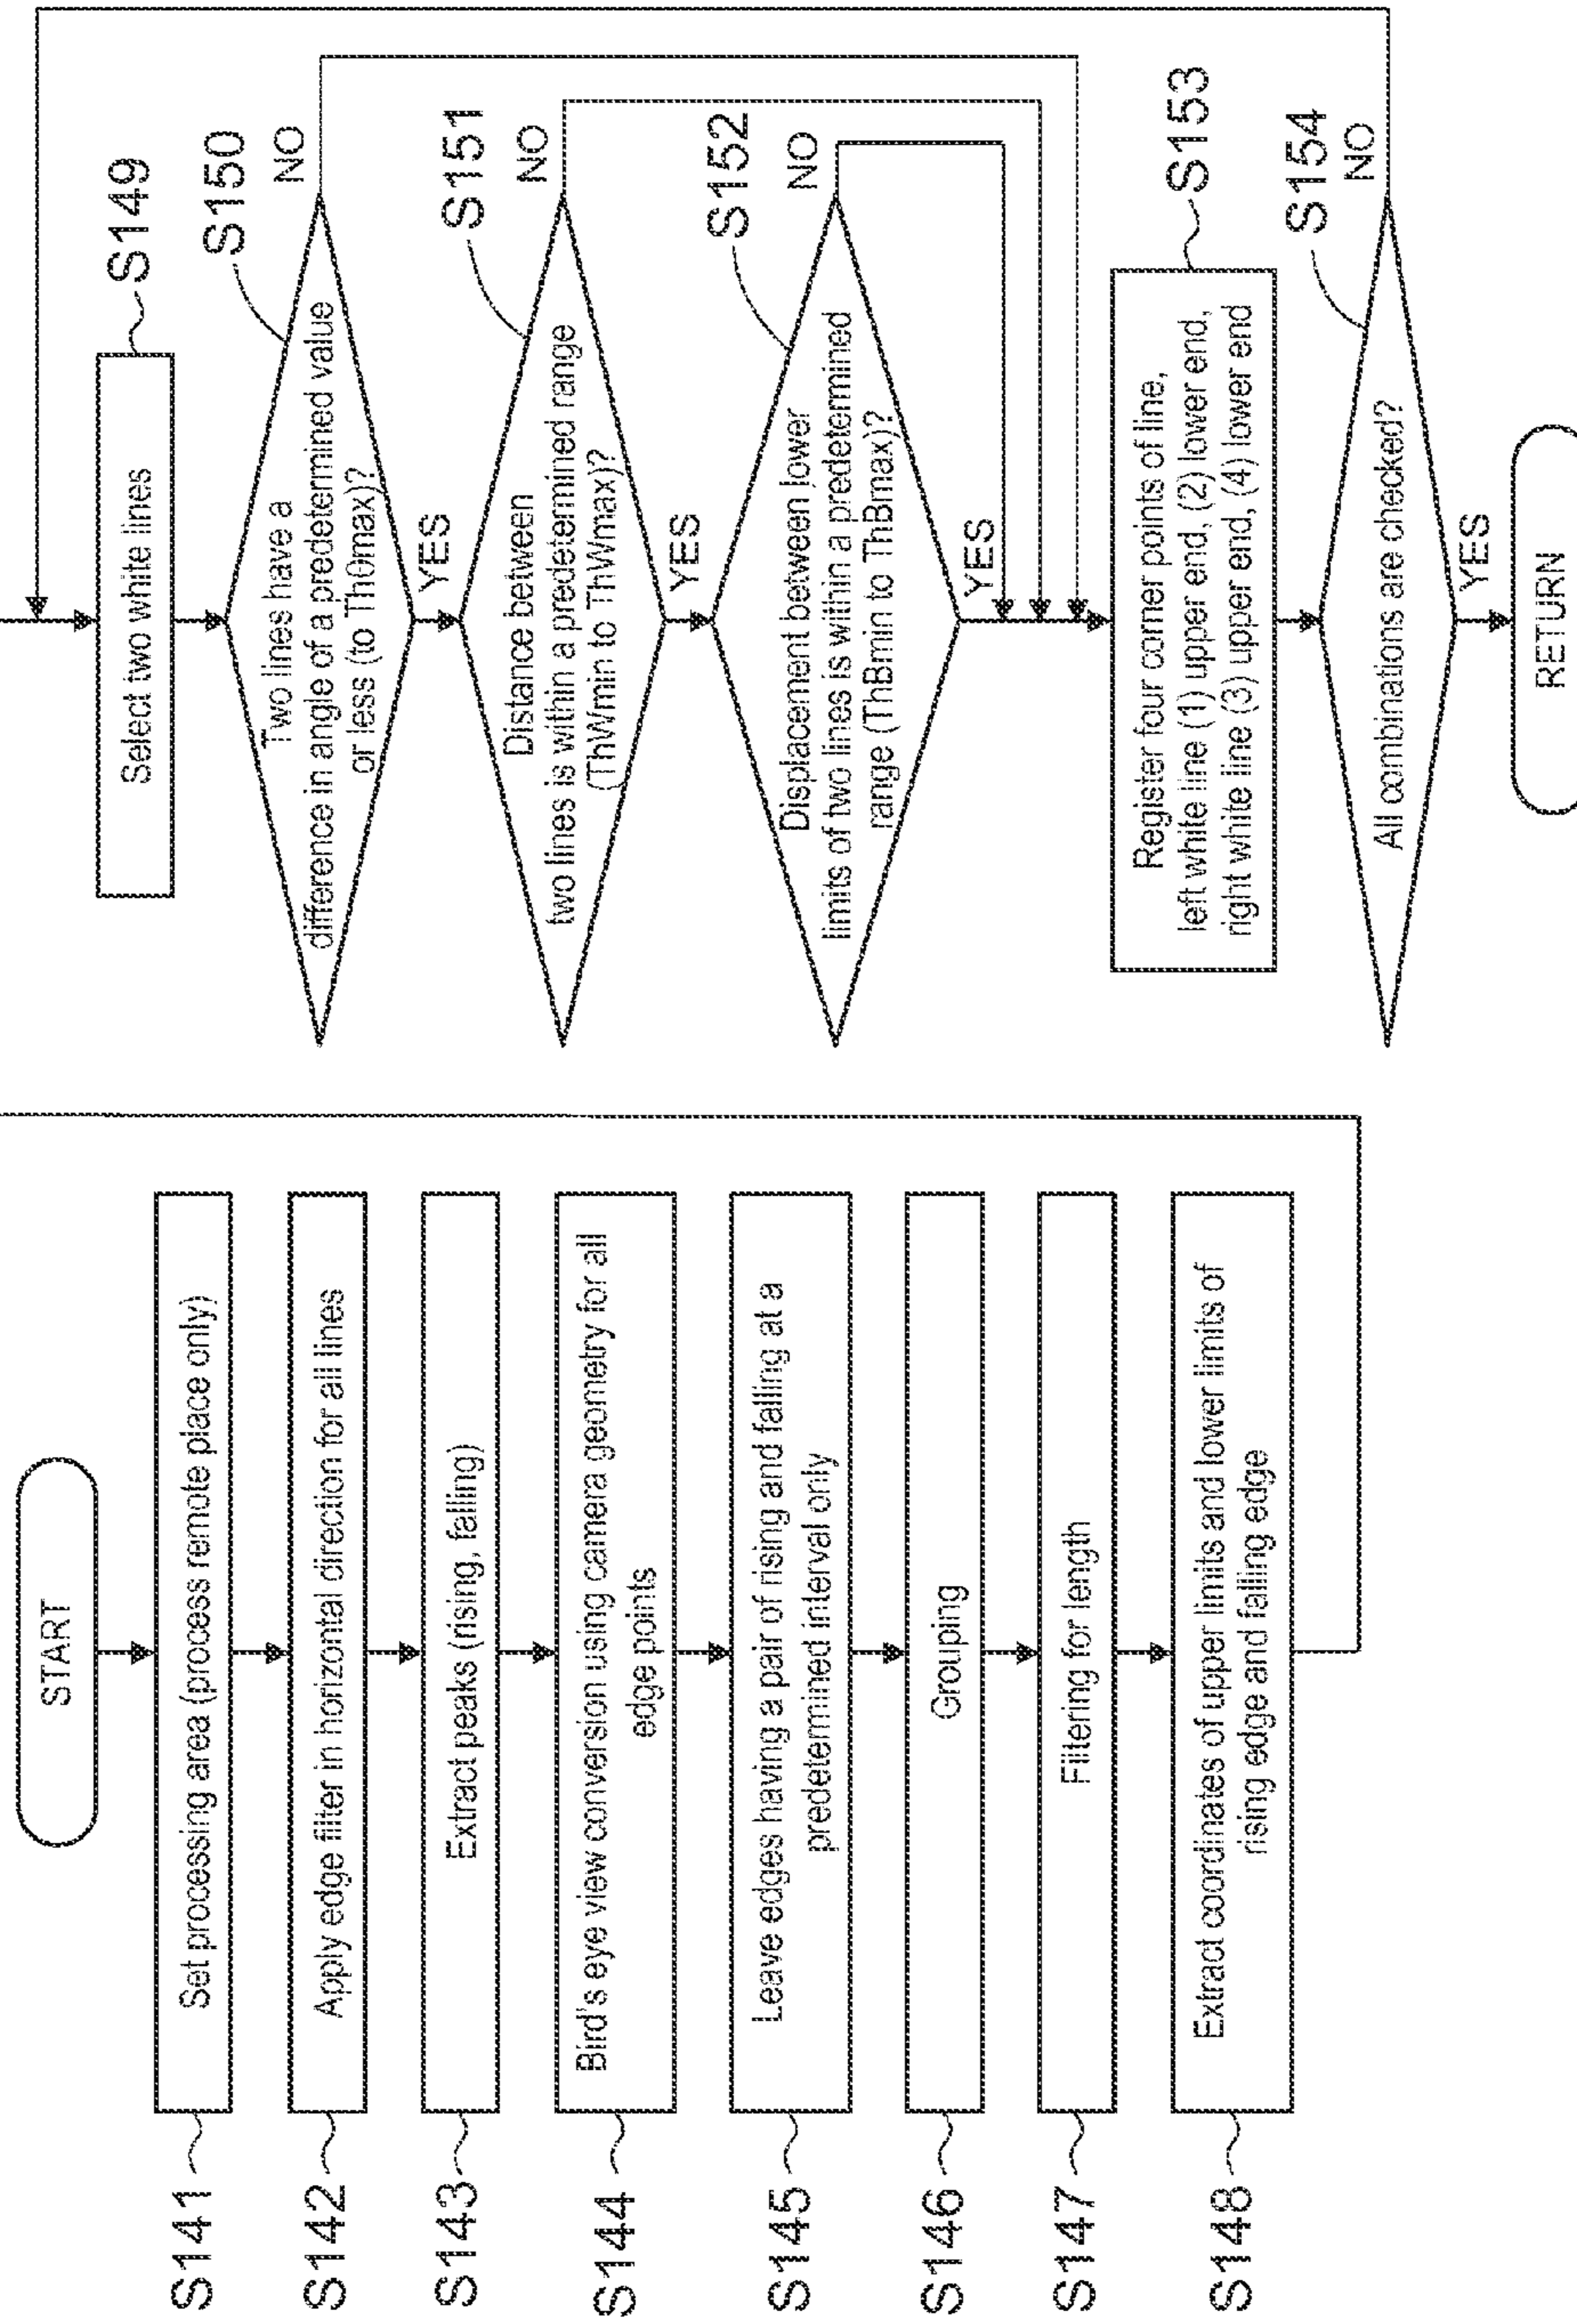 START
S141
Set processing area (process remote place only)
S142
Apply edge filter in horizontal direction for all lines
S143
Extract peaks (rising, falling)
S144
Bird's eye view conversion using camera geometry for all
edge points
S145
Leave edges having a pair of rising and falling at a
predetermined interval only
S146
Grouping
S147
Filtering for length
S148
Extract coordinates of upper limits and lower limits of
rising edge and falling edge
S149
Select two white lines
S150
Two lines have a
difference in angle of a predetermined value
or less (to Thθmax)?
NO
YES
S151
Distance between
two lines is within a predetermined range
(ThWmin to ThWmax)?
NO
YES
S152
Displacement between lower
limits of two lines is within a predetermined
range (ThBmin to ThBmax)?
NO
YES
S153
Register four corner points of line,
left white line (1) upper end, (2) lower end,
right white line (3) upper end, (4) lower end
S154
All combinations are checked?
NO
YES
RETURN